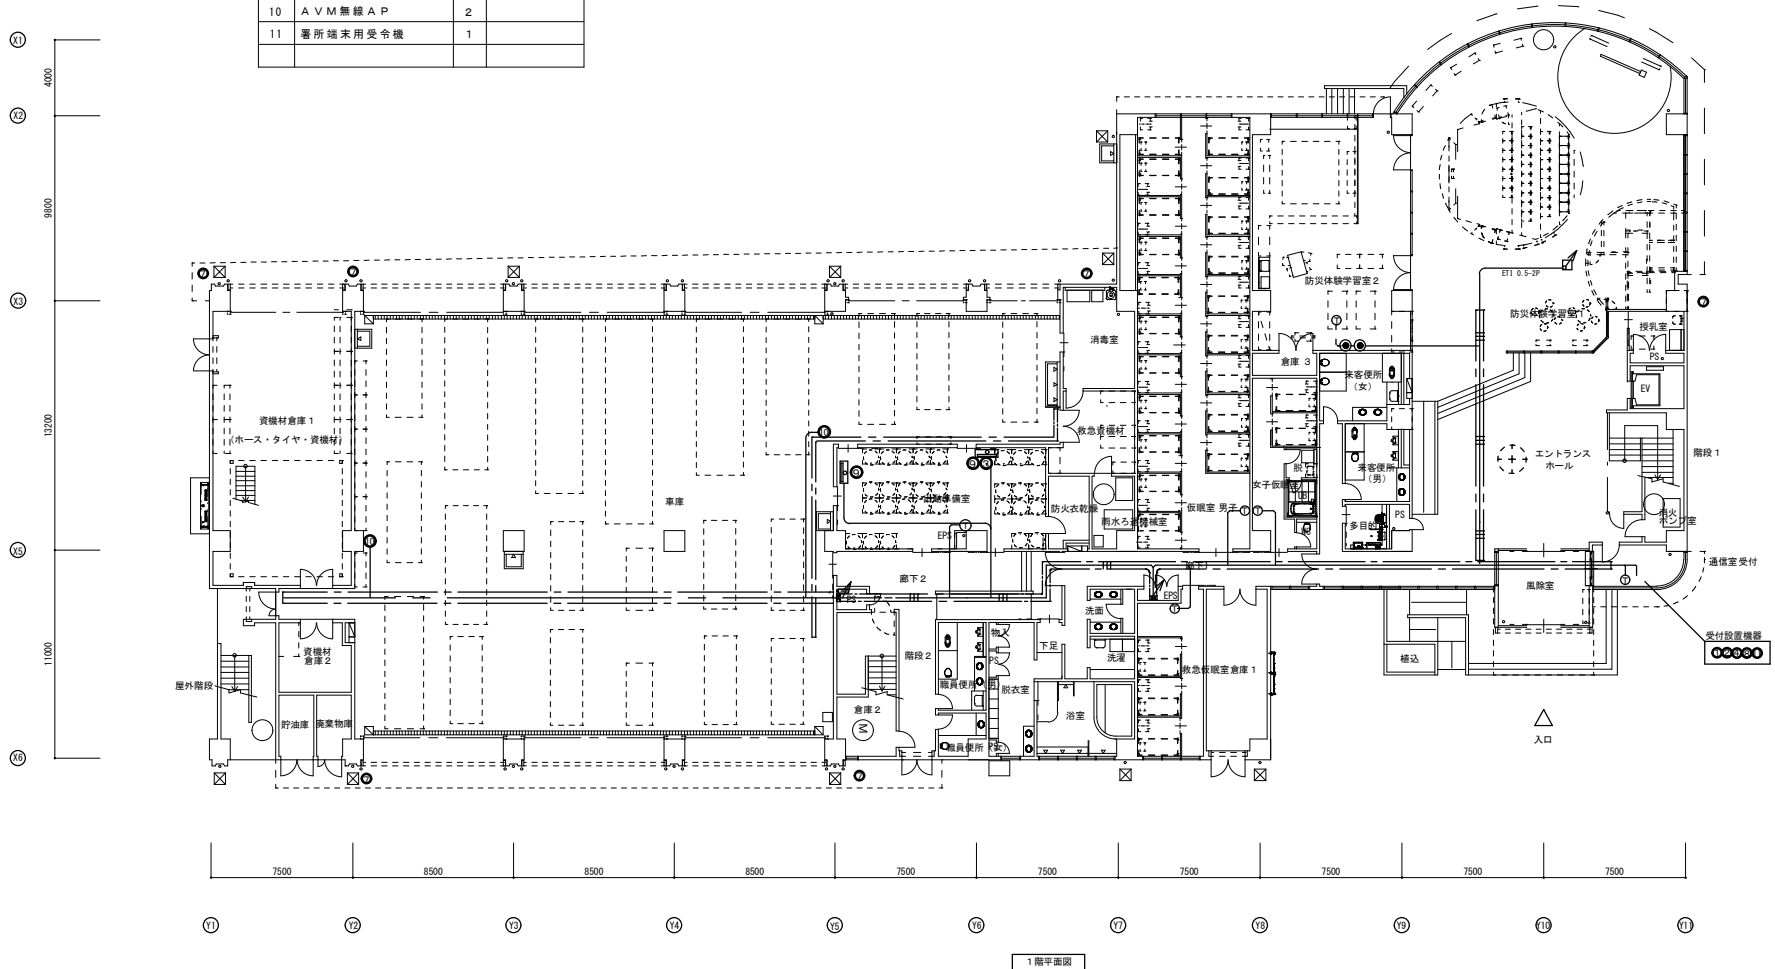 10 AVM無線AP 2
11 署所端末用受令機 1
X1
4000
X2
9800
X3
13200
X5
11000
X6
ETI 0.5-2P
防災体験学習室2
防災体験学習室
授乳室
PS
EV
消毒室
倉庫 3
来客便所
（女）
資機材倉庫1
（ホース・タイヤ・資機材）
救急資機材
エントランス
ホール
階段1
脱
来客便所
（男）
女子仮眠室
UB
車庫
防火衣乾燥
雨水ろ過機械室
仮眠室 男子
多目的
PS
消火
ポンプ室
EPS
廊下2
風除室
通信室受付
PS
EPS
洗面
受付設置機器
物入
下足
階段2
PS
洗濯
植込
資機材
倉庫2
屋外階段
職員便所
脱衣室
救急仮眠室
倉庫1
貯油庫
廃棄物庫
倉庫2
M
浴室
職員便所
入口
7500 8500 8500 8500 7500 7500 7500 7500 7500 7500
Y1 Y2 Y3 Y4 Y5 Y6 Y7 Y8 Y9 Y10 Y11
1階平面図